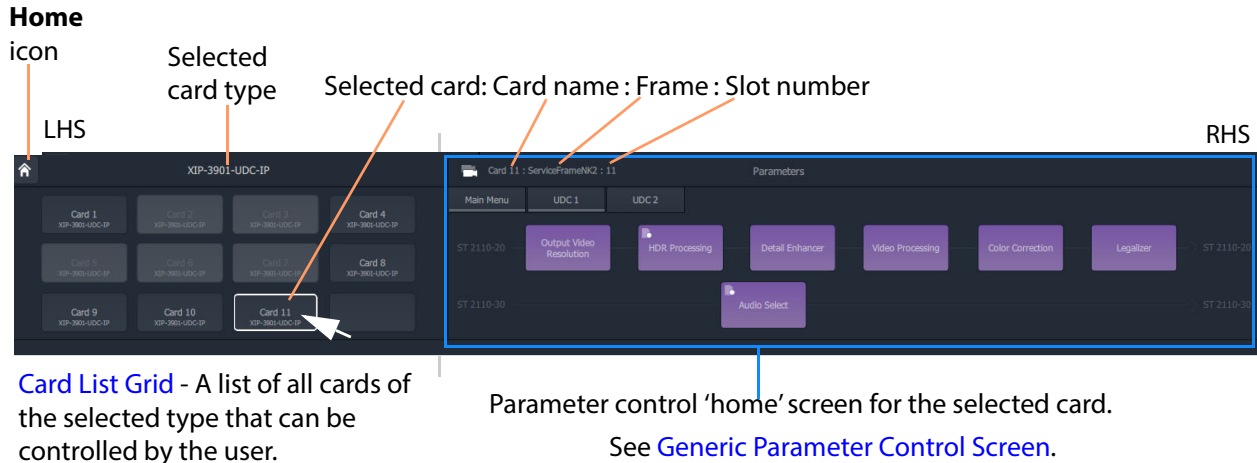 Home
icon
Selected
card type
Selected card: Card name : Frame : Slot number
LHS
RHS
XIP-3901-UDC-IP
Card 11 : ServiceFrameNK2 : 11
Parameters
Main Menu
UDC 1
UDC 2
Card 1
XIP-3901-UDC-IP
Card 2
XIP-3901-UDC-IP
Card 3
XIP-3901-UDC-IP
Card 4
XIP-3901-UDC-IP
Card 5
XIP-3901-UDC-IP
Card 6
XIP-3901-UDC-IP
Card 7
XIP-3901-UDC-IP
Card 8
XIP-3901-UDC-IP
Card 9
XIP-3901-UDC-IP
Card 10
XIP-3901-UDC-IP
Card 11
XIP-3901-UDC-IP
ST 2110-20
Output Video
Resolution
HDR Processing
Detail Enhancer
Video Processing
Color Correction
Legalizer
ST 2110-20
ST 2110-30
Audio Select
ST 2110-30
Card List Grid - A list of all cards of
the selected type that can be
controlled by the user.
Parameter control ‘home’ screen for the selected card.
See Generic Parameter Control Screen.